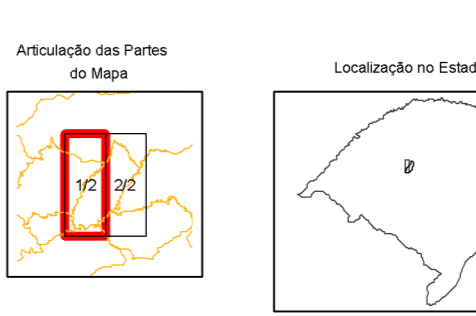 Articulação das Partes
do Mapa
Localização no Estad
1/2 2/2